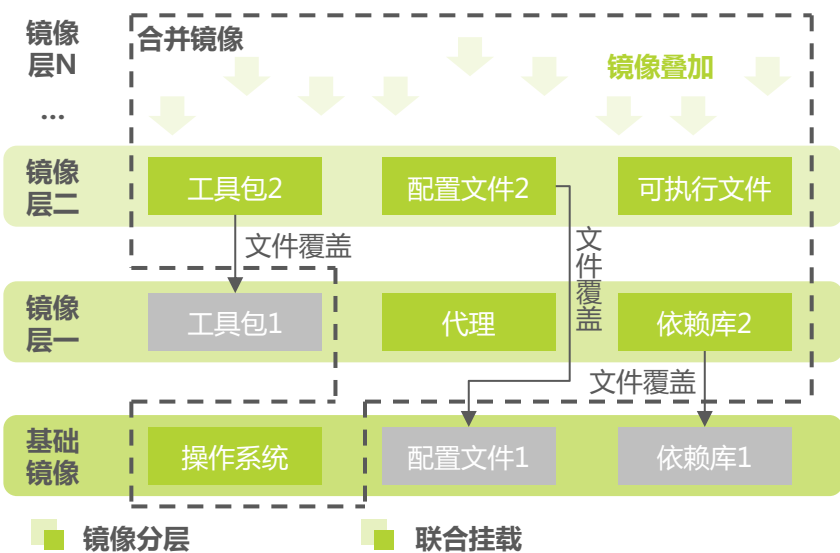 镜像
层N
合并镜像
镜像叠加
...
镜像
层二
工具包2
配置文件2
可执行文件
文件覆盖
文件覆盖
镜像
层一
工具包1
代理
依赖库2
文件覆盖
基础
镜像
操作系统
配置文件1
依赖库1
镜像分层
联合挂载